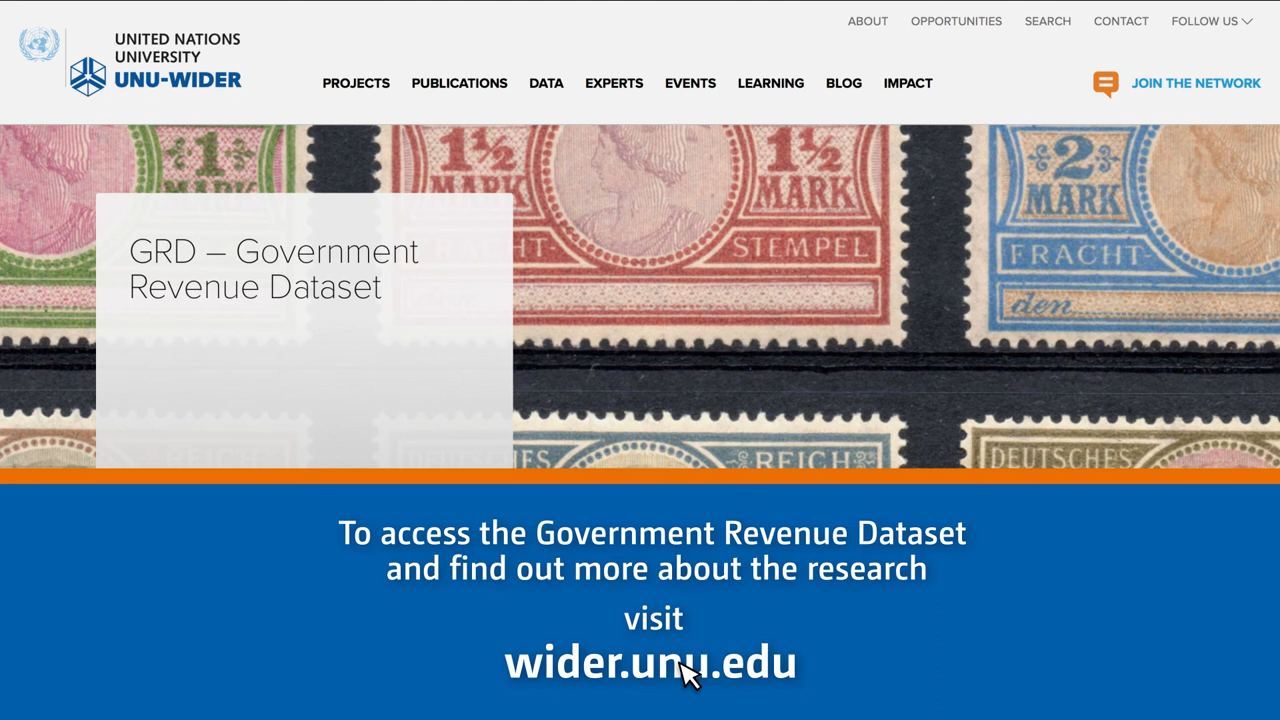 ABOUT OPPORTUNITIES SEARCH CONTACT FOLLOW US
UNITED NATIONS
UNIVERSITY
UNU-WIDER
PROJECTS PUBLICATIONS DATA EXPERTS EVENTS LEARNING BLOG IMPACT
JOIN THE NETWORK
1 1½ 1½ 2
MARK MARK MARK MARK
FRACHT- STEMPEL FRACHT-
den
GRD – Government
Revenue Dataset
REICH DEUTSCHES REICH DEUTSCHES
To access the Government Revenue Dataset
and find out more about the research
visit
wider.unu.edu